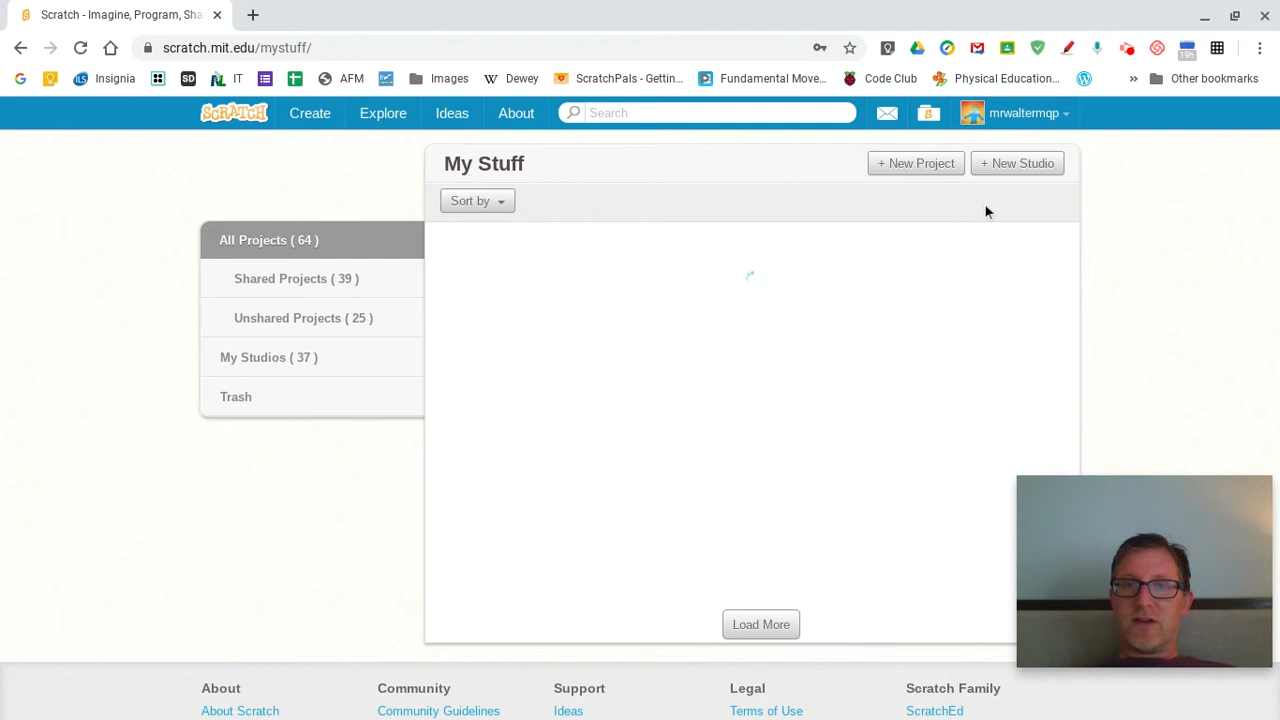 Scratch - Imagine, Program, Sha
scratch.mit.edu/mystuff/
19h
Insignia
SD
IT
AFM
Images
Dewey
ScratchPals - Gettin...
Fundamental Move...
Code Club
Physical Education...
Other bookmarks
SCRATCH
Create
Explore
Ideas
About
Search
mrwaltermqp
My Stuff
+ New Project
+ New Studio
Sort by
All Projects ( 64 )
Shared Projects ( 39 )
Unshared Projects ( 25 )
My Studios ( 37 )
Trash
Load More
About
Community
Support
Legal
Scratch Family
About Scratch
Community Guidelines
Ideas
Terms of Use
ScratchEd